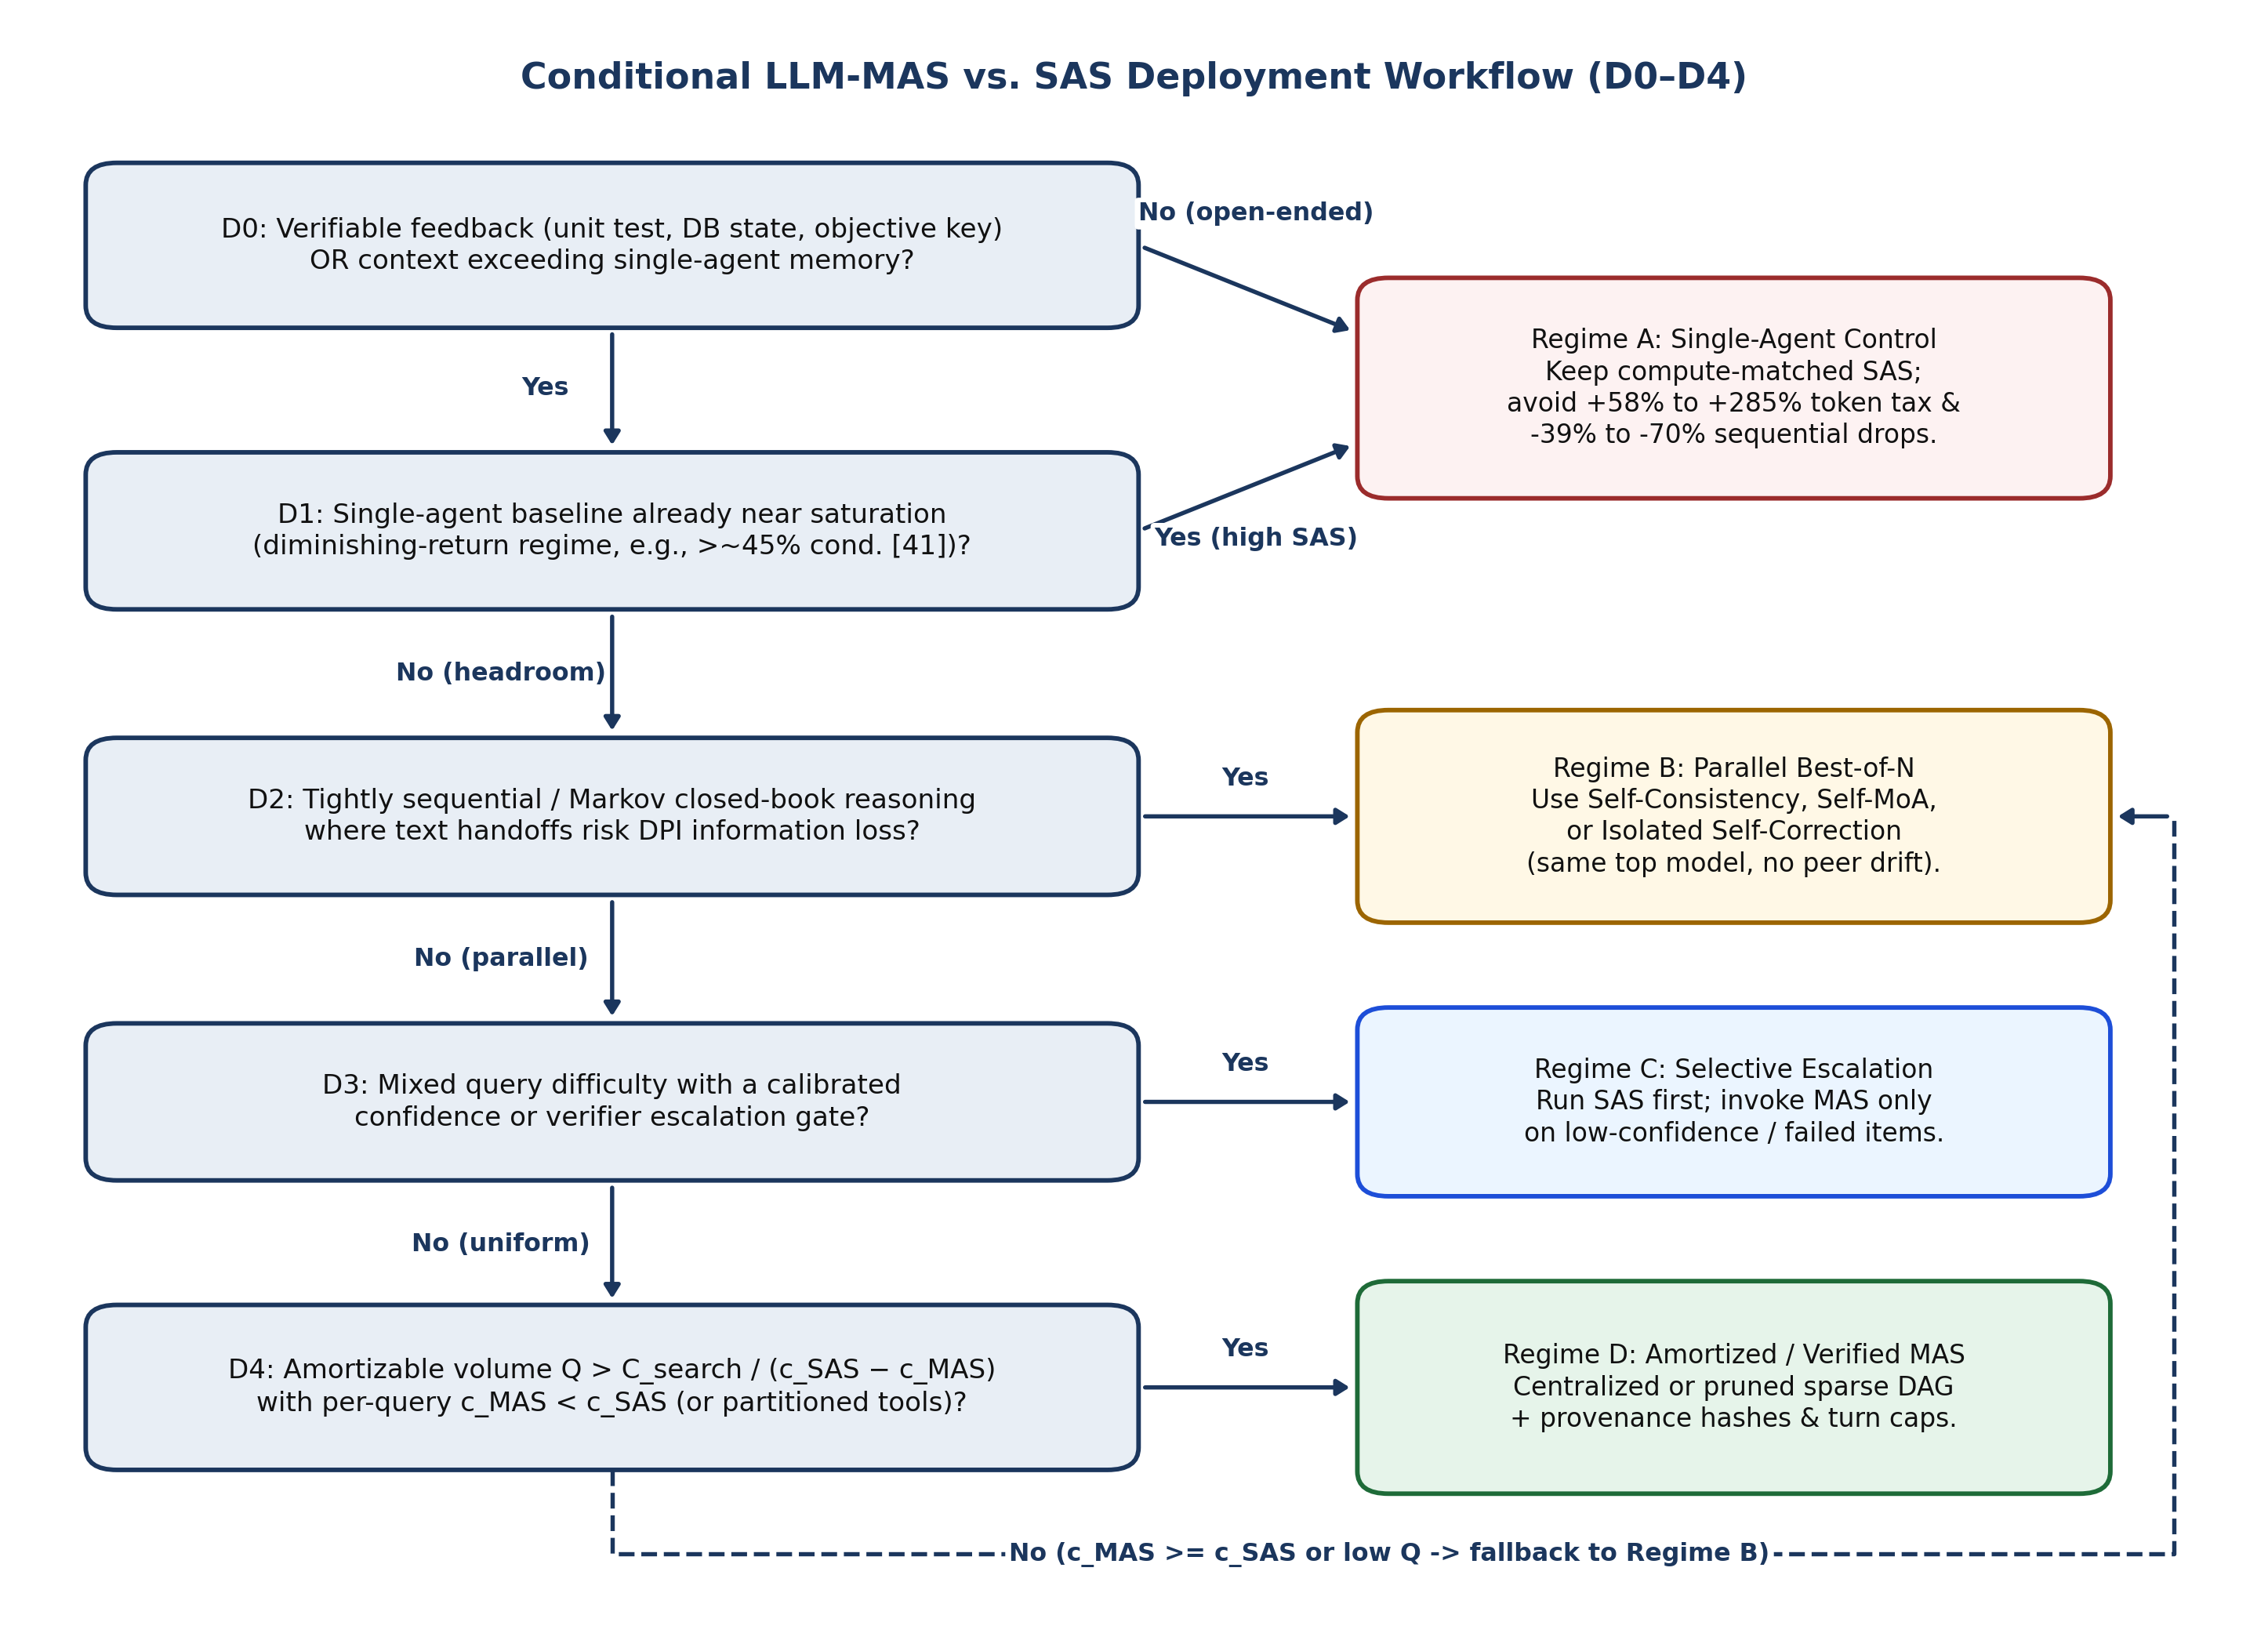 Conditional LLM-MAS vs. SAS Deployment Workflow (D0–D4)
D0: Verifiable feedback (unit test, DB state, objective key)
OR context exceeding single-agent memory?
No (open-ended)
Yes
Regime A: Single-Agent Control
Keep compute-matched SAS;
avoid +58% to +285% token tax &
-39% to -70% sequential drops.
D1: Single-agent baseline already near saturation
(diminishing-return regime, e.g., >~45% cond. [41])?
Yes (high SAS)
No (headroom)
D2: Tightly sequential / Markov closed-book reasoning
where text handoffs risk DPI information loss?
Yes
Regime B: Parallel Best-of-N
Use Self-Consistency, Self-MoA,
or Isolated Self-Correction
(same top model, no peer drift).
No (parallel)
D3: Mixed query difficulty with a calibrated
confidence or verifier escalation gate?
Yes
Regime C: Selective Escalation
Run SAS first; invoke MAS only
on low-confidence / failed items.
No (uniform)
D4: Amortizable volume Q > C_search / (c_SAS − c_MAS)
with per-query c_MAS < c_SAS (or partitioned tools)?
Yes
Regime D: Amortized / Verified MAS
Centralized or pruned sparse DAG
+ provenance hashes & turn caps.
No (c_MAS >= c_SAS or low Q -> fallback to Regime B)